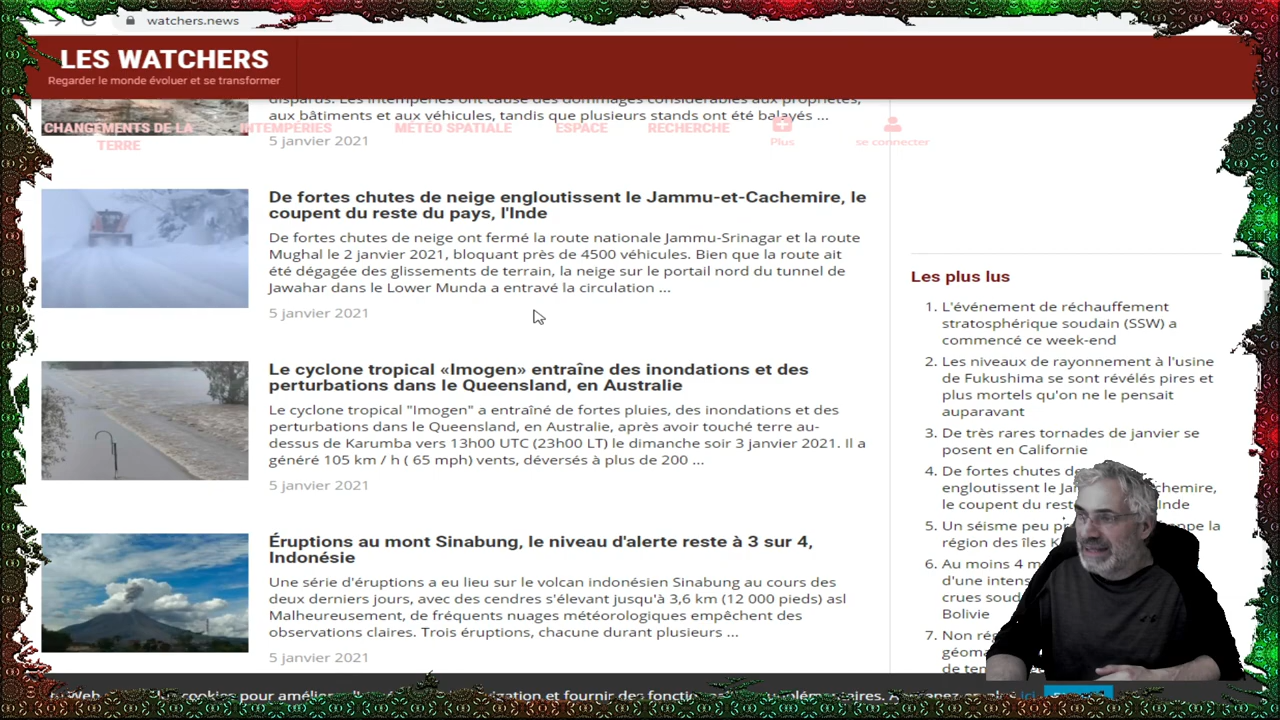 watchers.news
LES WATCHERS
Regarder le monde évoluer et se transformer
disparus. Les intempéries ont causé des dommages considérables aux propriétés,
aux bâtiments et aux véhicules, tandis que plusieurs stands ont été balayés ...
CHANGEMENTS DE LA TERRE
INTEMPÉRIES
MÉTÉO SPATIALE
ESPACE
RECHERCHE
Plus
se connecter
5 janvier 2021
De fortes chutes de neige engloutissent le Jammu-et-Cachemire, le
coupent du reste du pays, l'Inde
De fortes chutes de neige ont fermé la route nationale Jammu-Srinagar et la route
Mughal le 2 janvier 2021, bloquant près de 4500 véhicules. Bien que la route ait
été dégagée des glissements de terrain, la neige sur le portail nord du tunnel de
Jawahar dans le Lower Munda a entravé la circulation ...
5 janvier 2021
Le cyclone tropical «Imogen» entraîne des inondations et des
perturbations dans le Queensland, en Australie
Le cyclone tropical "Imogen" a entraîné de fortes pluies, des inondations et des
perturbations dans le Queensland, en Australie, après avoir touché terre au-
dessus de Karumba vers 13h00 UTC (23h00 LT) le dimanche soir 3 janvier 2021. Il a
généré 105 km / h ( 65 mph) vents, déversés à plus de 200 ...
5 janvier 2021
Éruptions au mont Sinabung, le niveau d'alerte reste à 3 sur 4,
Indonésie
Une série d'éruptions a eu lieu sur le volcan indonésien Sinabung au cours des
deux derniers jours, avec des cendres s'élevant jusqu'à 3,6 km (12 000 pieds) asl
Malheureusement, de fréquents nuages météorologiques empêchent des
observations claires. Trois éruptions, chacune durant plusieurs ...
5 janvier 2021
Les plus lus
1. L'événement de réchauffement
stratosphérique soudain (SSW) a
commencé ce week-end
2. Les niveaux de rayonnement à l'usine
de Fukushima se sont révélés pires et
plus mortels qu'on ne le pensait
auparavant
3. De très rares tornades de janvier se
posent en Californie
4. De fortes chutes de
engloutissent le
le coupent du
5. Un séisme peu
région des îles
6. Au moins 4
d'une
crues
Bolivie
7. Non
Web cookies pour et fournir des